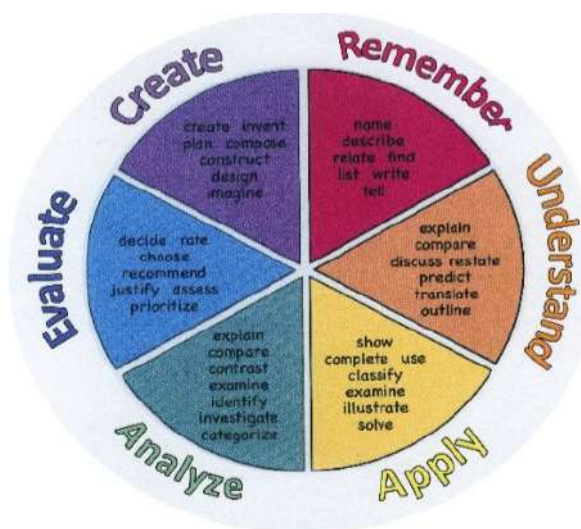 Remember
name
describe
relate find
list write
tell
Understand
explain
compare
discuss restate
predict
translate
outline
Apply
show
complete use
classify
examine
illustrate
solve
Analyze
explain
compare
contrast
examine
identify
investigate
categorize
Evaluate
decide rate
choose
recommend
justify assess
prioritize
Create
create invent
plan compose
construct
design
imagine